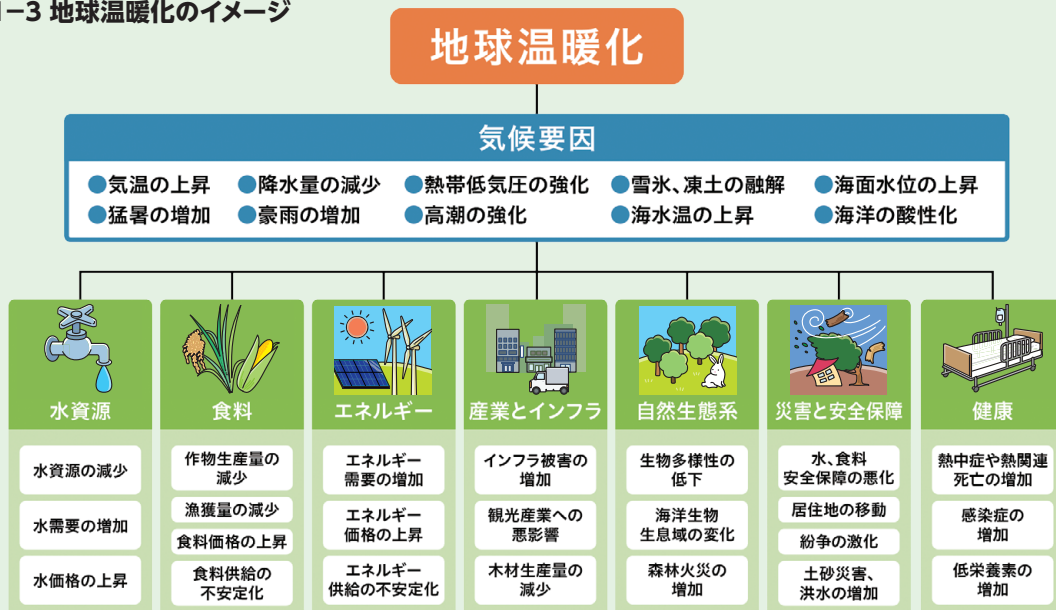 1−3 地球温暖化のイメージ
地球温暖化
気候要因
●気温の上昇 ●降水量の減少 ●熱帯低気圧の強化 ●雪氷、凍土の融解 ●海面水位の上昇
●猛暑の増加 ●豪雨の増加 ●高潮の強化 ●海水温の上昇 ●海洋の酸性化
水資源
水資源の減少
水需要の増加
水価格の上昇
食料
作物生産量の
減少
漁獲量の減少
食料価格の上昇
食料供給の
不安定化
エネルギー
エネルギー
需要の増加
エネルギー
価格の上昇
エネルギー
供給の不安定化
産業とインフラ
インフラ被害の
増加
観光産業への
悪影響
木材生産量の
減少
自然生態系
生物多様性の
低下
海洋生物
生息域の変化
森林火災の
増加
災害と安全保障
水、食料
安全保障の悪化
居住地の移動
紛争の激化
土砂災害、
洪水の増加
健康
熱中症や熱関連
死亡の増加
感染症の
増加
低栄養素の
増加